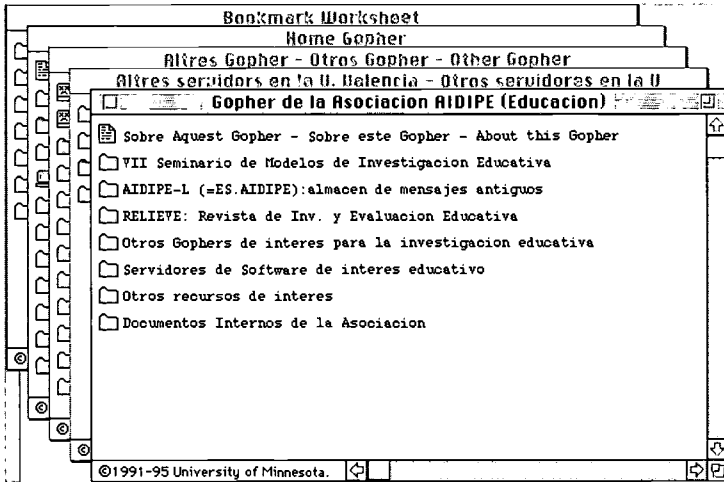 Bookmark Worksheet
Home Gopher
Altres Gopher - Otros Gopher - Other Gopher
Altres servidors en la U. Valencia - Otros servidores en la U
Gopher de la Asociacion AIDIPE (Educacion)
Sobre Aquest Gopher - Sobre este Gopher - About this Gopher
VII Seminario de Modelos de Investigacion Educativa
AIDIPE-L (=ES.AIDIPE):almacen de mensajes antiguos
RELIEVE: Revista de Inv. y Evaluacion Educativa
Otros Gophers de interes para la investigacion educativa
Servidores de Software de interes educativo
Otros recursos de interes
Documentos Internos de la Asociacion
©1991-95 University of Minnesota.